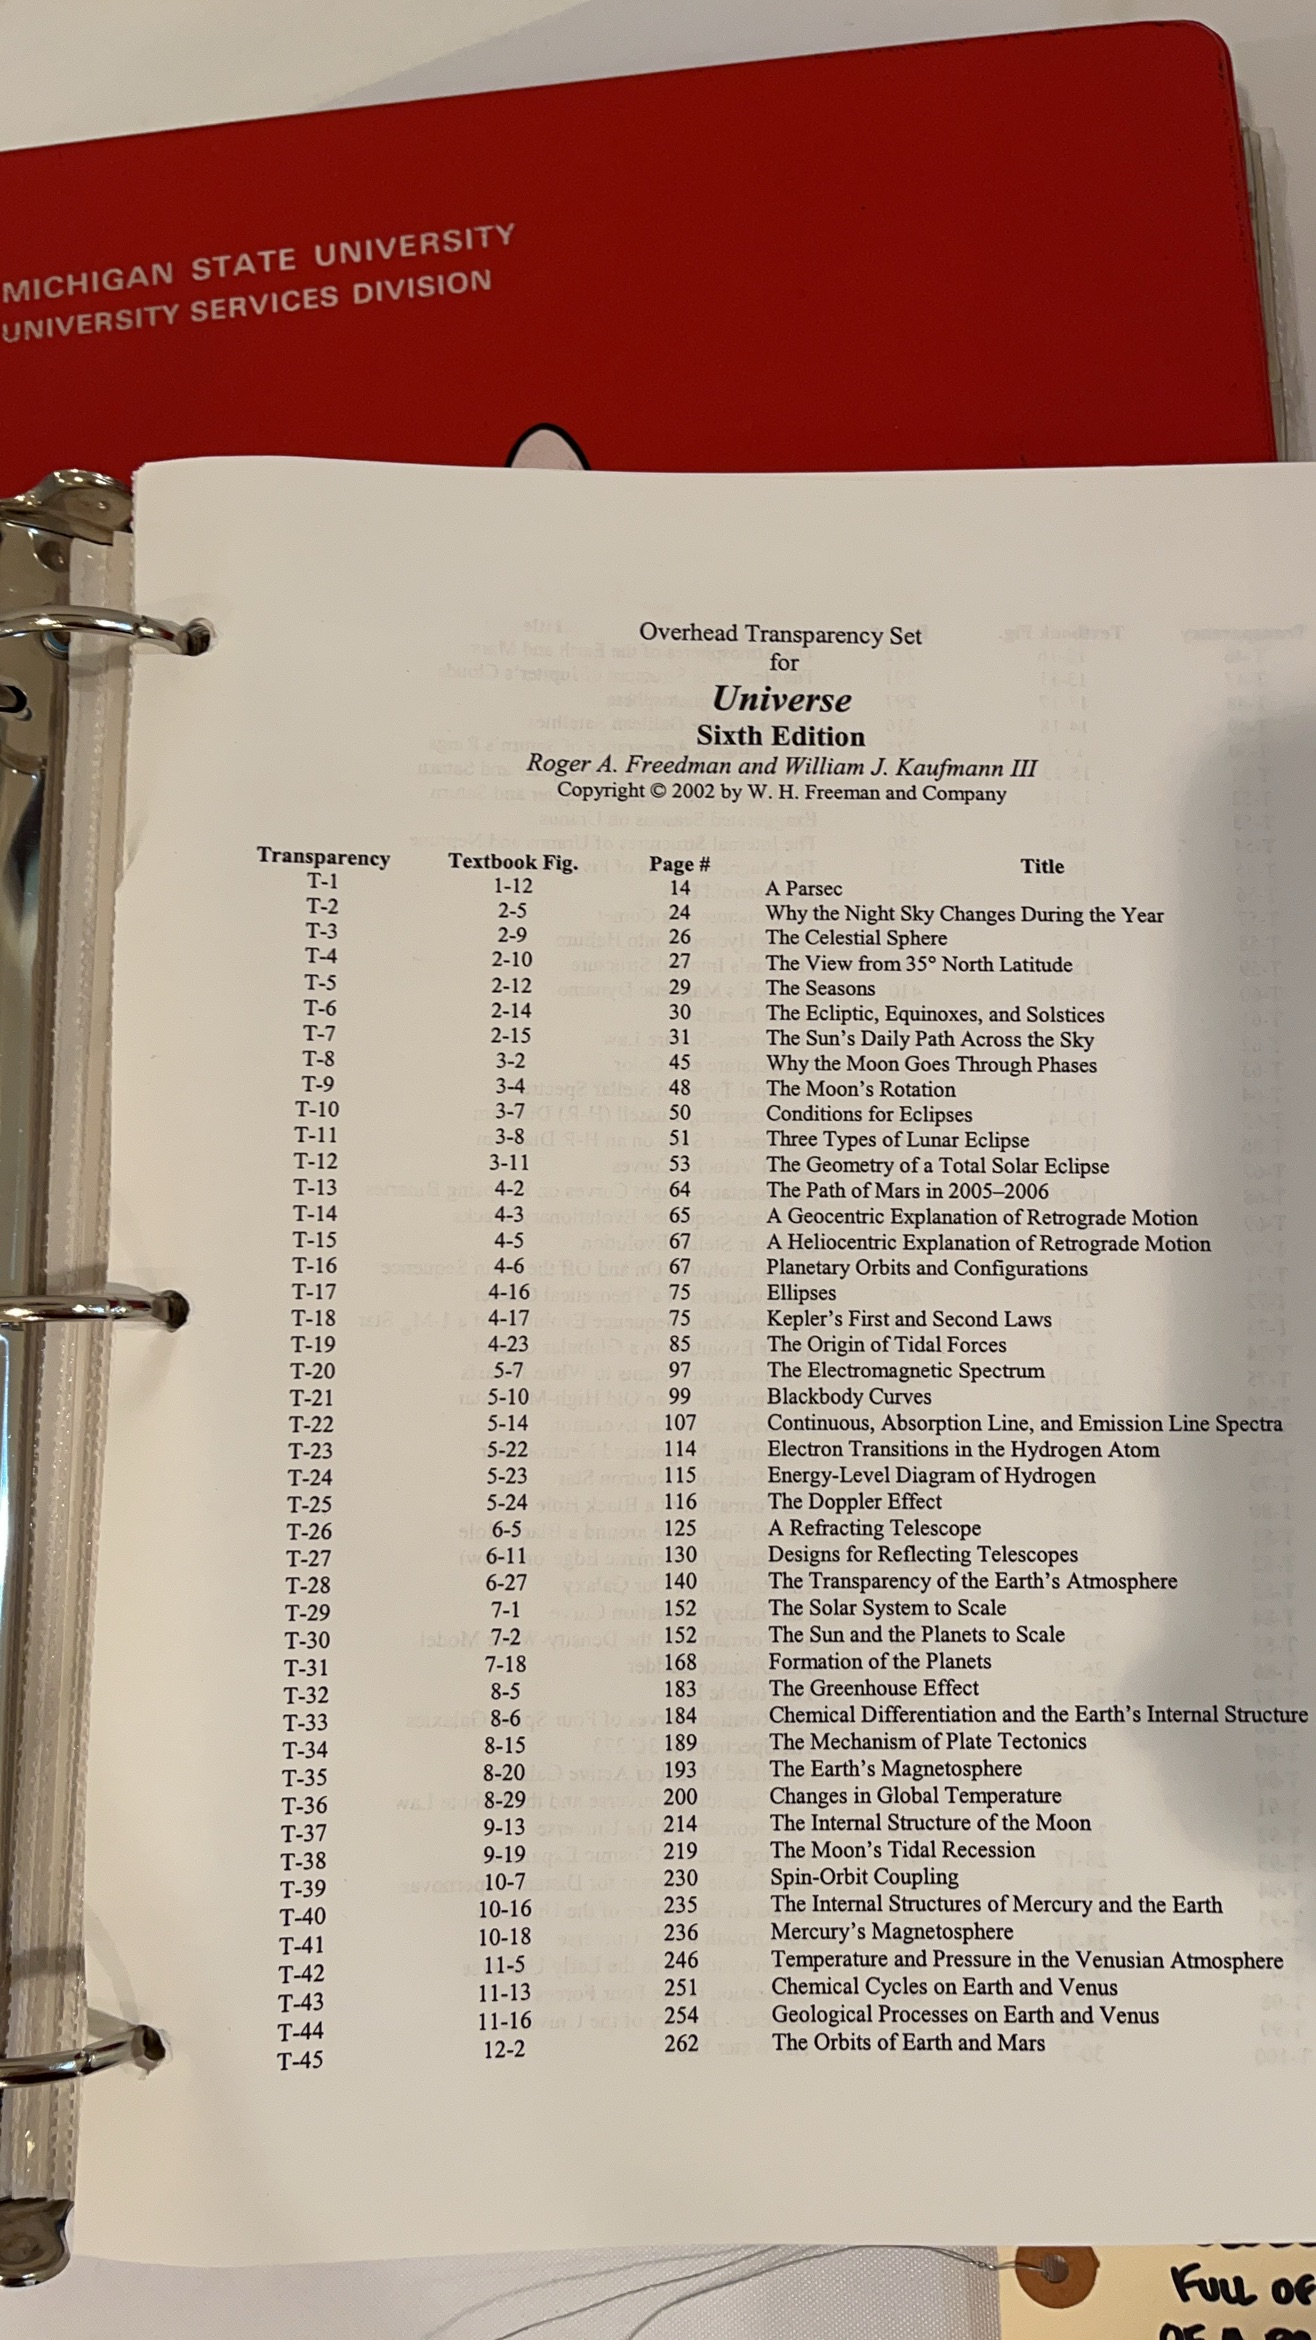 MICHIGAN STATE UNIVERSITY
UNIVERSITY SERVICES DIVISION
Overhead Transparency Set
for
Universe
Sixth Edition
Roger A. Freedman and William J. Kaufmann III
Copyright © 2002 by W. H. Freeman and Company
Transparency Textbook Fig. Page # Title
T-1 1-12 14 A Parsec
T-2 2-5 24 Why the Night Sky Changes During the Year
T-3 2-9 26 The Celestial Sphere
T-4 2-10 27 The View from 35° North Latitude
T-5 2-12 29 The Seasons
T-6 2-14 30 The Ecliptic, Equinoxes, and Solstices
T-7 2-15 31 The Sun's Daily Path Across the Sky
T-8 3-2 45 Why the Moon Goes Through Phases
T-9 3-4 48 The Moon's Rotation
T-10 3-7 50 Conditions for Eclipses
T-11 3-8 51 Three Types of Lunar Eclipse
T-12 3-11 53 The Geometry of a Total Solar Eclipse
T-13 4-2 64 The Path of Mars in 2005–2006
T-14 4-3 65 A Geocentric Explanation of Retrograde Motion
T-15 4-5 67 A Heliocentric Explanation of Retrograde Motion
T-16 4-6 67 Planetary Orbits and Configurations
T-17 4-16 75 Ellipses
T-18 4-17 75 Kepler's First and Second Laws
T-19 4-23 85 The Origin of Tidal Forces
T-20 5-7 97 The Electromagnetic Spectrum
T-21 5-10 99 Blackbody Curves
T-22 5-14 107 Continuous, Absorption Line, and Emission Line Spectra
T-23 5-22 114 Electron Transitions in the Hydrogen Atom
T-24 5-23 115 Energy-Level Diagram of Hydrogen
T-25 5-24 116 The Doppler Effect
T-26 6-5 125 A Refracting Telescope
T-27 6-11 130 Designs for Reflecting Telescopes
T-28 6-27 140 The Transparency of the Earth's Atmosphere
T-29 7-1 152 The Solar System to Scale
T-30 7-2 152 The Sun and the Planets to Scale
T-31 7-18 168 Formation of the Planets
T-32 8-5 183 The Greenhouse Effect
T-33 8-6 184 Chemical Differentiation and the Earth's Internal Structure
T-34 8-15 189 The Mechanism of Plate Tectonics
T-35 8-20 193 The Earth's Magnetosphere
T-36 8-29 200 Changes in Global Temperature
T-37 9-13 214 The Internal Structure of the Moon
T-38 9-19 219 The Moon's Tidal Recession
T-39 10-7 230 Spin-Orbit Coupling
T-40 10-16 235 The Internal Structures of Mercury and the Earth
T-41 10-18 236 Mercury's Magnetosphere
T-42 11-5 246 Temperature and Pressure in the Venusian Atmosphere
T-43 11-13 251 Chemical Cycles on Earth and Venus
T-44 11-16 254 Geological Processes on Earth and Venus
T-45 12-2 262 The Orbits of Earth and Mars
FULL OF
OF A